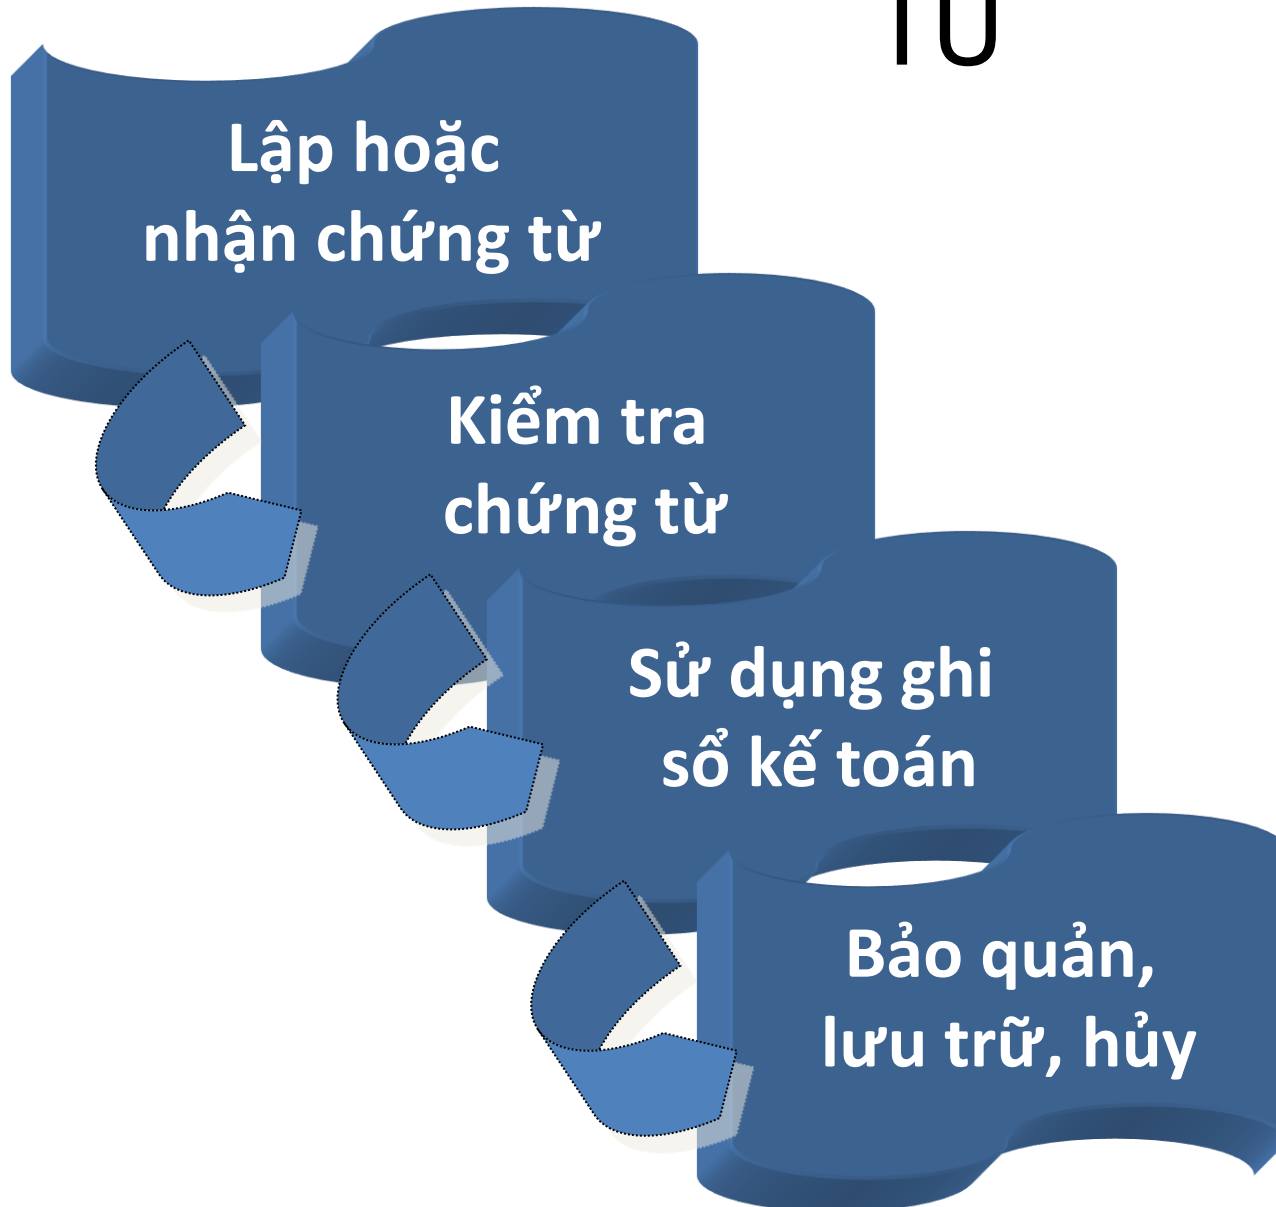 TU
Lập hoặc
nhận chứng từ
Kiểm tra
chứng từ
Sử dụng ghi
sổ kế toán
Bảo quản,
lưu trữ, hủy